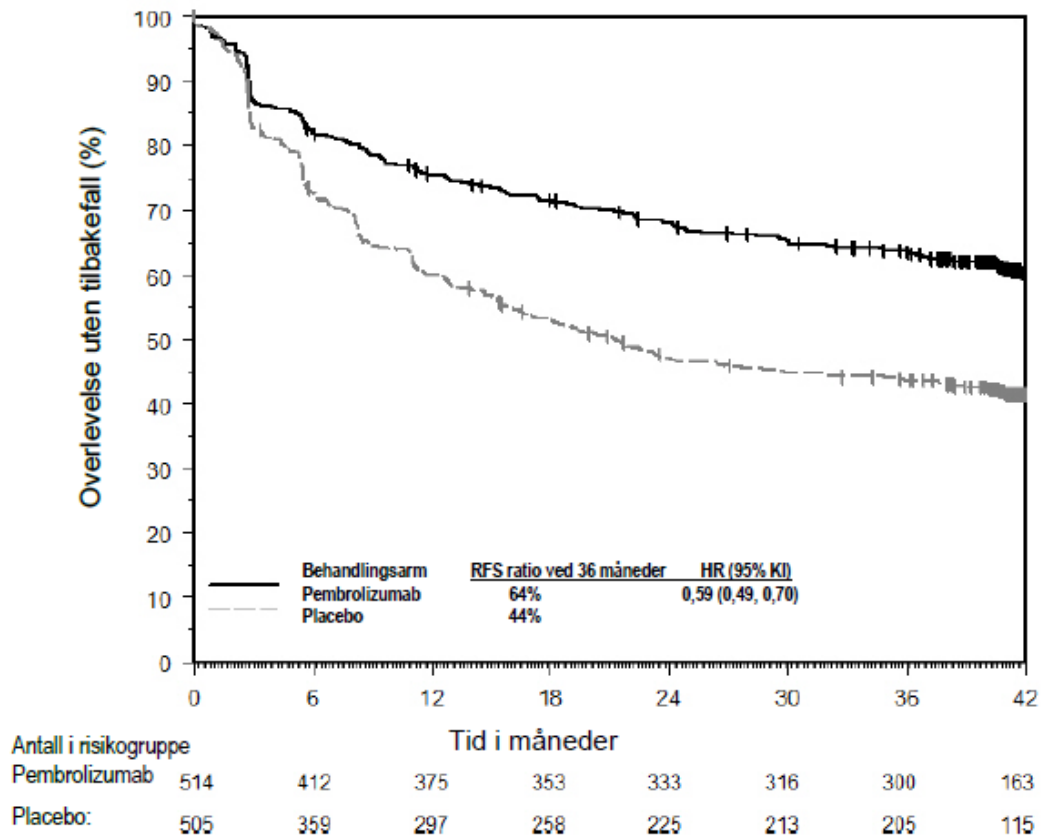 Overlevelse uten tilbakefall (%)
100
90
80
70
60
50
40
30
20
10
0
Behandlingsarm RFS ratio ved 36 måneder HR (95% KI)
Pembrolizumab 64% 0,59 (0,49, 0,70)
Placebo 44%
0 6 12 18 24 30 36 42
Tid i måneder
Antall i risikogruppe
Pembrolizumab 514 412 375 353 333 316 300 163
Placebo: 505 359 297 258 225 213 205 115